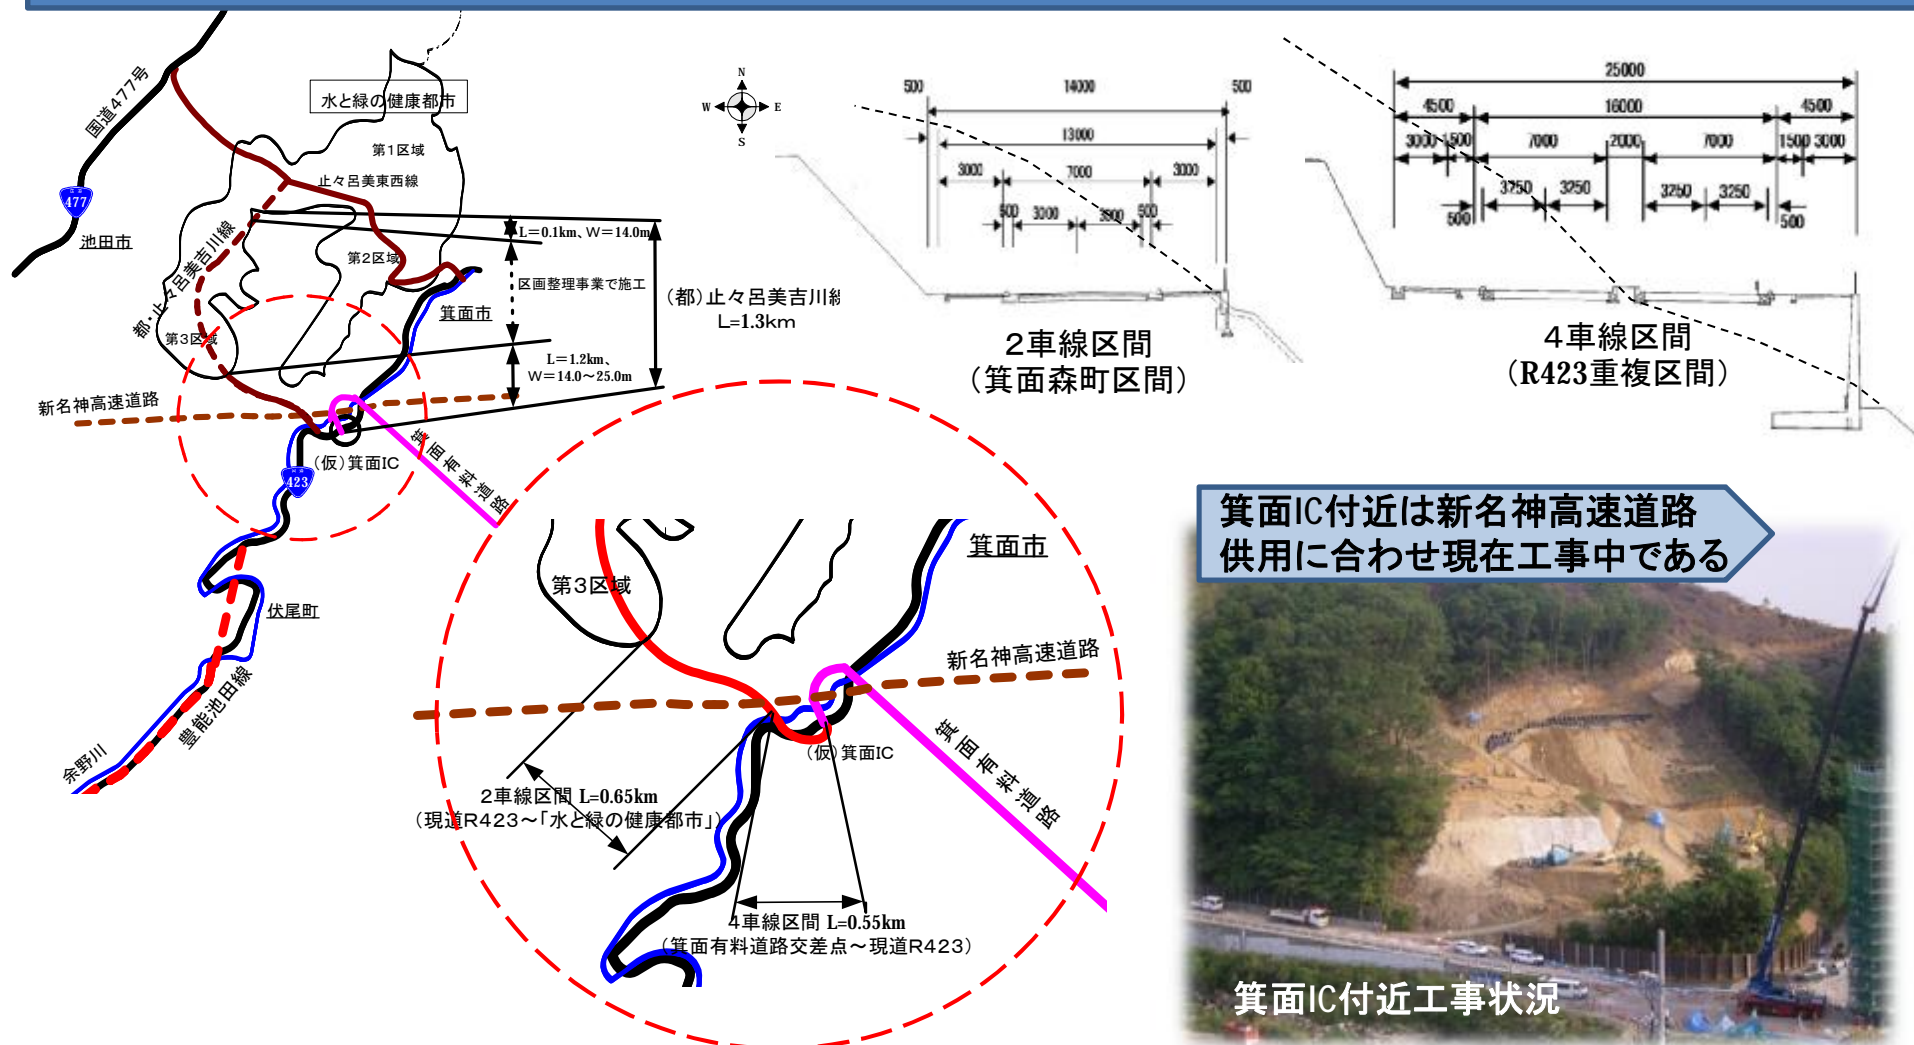 国道477号
水と緑の健康都市
第1区域
止々呂美東西線
477
池田市
都・止々呂美吉川線
第2区域
第3区域
L=0.1km、W=14.0m
区画整理事業で施工
L=1.2km、
W=14.0~25.0m
(都)止々呂美吉川線
L=1.3km
箕面市
新名神高速道路
(仮)箕面IC
箕面有料道路
423
伏尾町
豊能池田線
余野川
N
W E
S
500 14000 500
13000
3000 7000 3000
500 3000 3000 500
2車線区間
(箕面森町区間)
25000
4500 16000 4500
3000 1500 7000 2000 7000 1500 3000
3250 3250 3250 3250
500 500
4車線区間
(R423重複区間)
第3区域
箕面市
新名神高速道路
(仮)箕面IC
箕面有料道路
2車線区間 L=0.65km
(現道R423~「水と緑の健康都市」)
4車線区間 L=0.55km
(箕面有料道路交差点~現道R423)
箕面IC付近は新名神高速道路
供用に合わせ現在工事中である
箕面IC付近工事状況